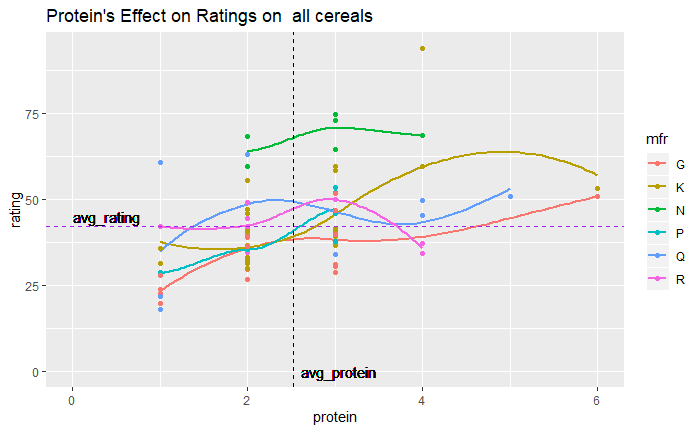 Protein's Effect on Ratings on  all cereals
rating
75
50
25
0
avg_rating
avg_protein
0
2
4
6
protein
mfr
G
K
N
P
Q
R